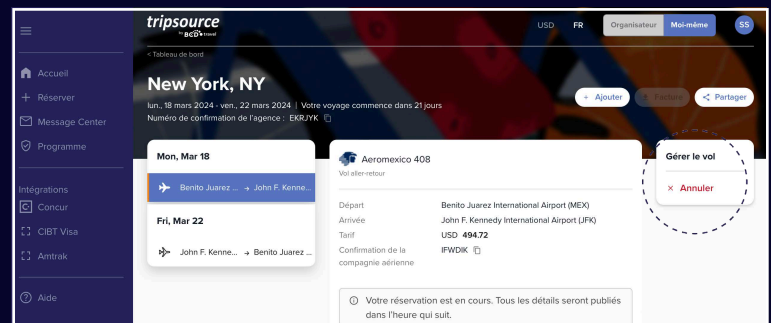 tripsource
by BCD travel
USD FR Organisateur Moi-même SS
< Tableau de bord
Accueil
+ Réserver
Message Center
Programme
Intégrations
Concur
CIBT Visa
Amtrak
Aide
New York, NY
lun., 18 mars 2024 - ven., 22 mars 2024 | Votre voyage commence dans 21 jours
Numéro de confirmation de l'agence : EKRJYK
+ Ajouter Facture Partager
Mon, Mar 18
Benito Juarez ... → John F. Kenne...
Fri, Mar 22
John F. Kenne... → Benito Juarez ...
Aeromexico 408
Vol aller-retour
Départ Benito Juarez International Airport (MEX)
Arrivée John F. Kennedy International Airport (JFK)
Tarif USD 494.72
Confirmation de la IFWDIK
compagnie aérienne
Votre réservation est en cours. Tous les détails seront publiés
dans l'heure qui suit.
Gérer le vol
× Annuler